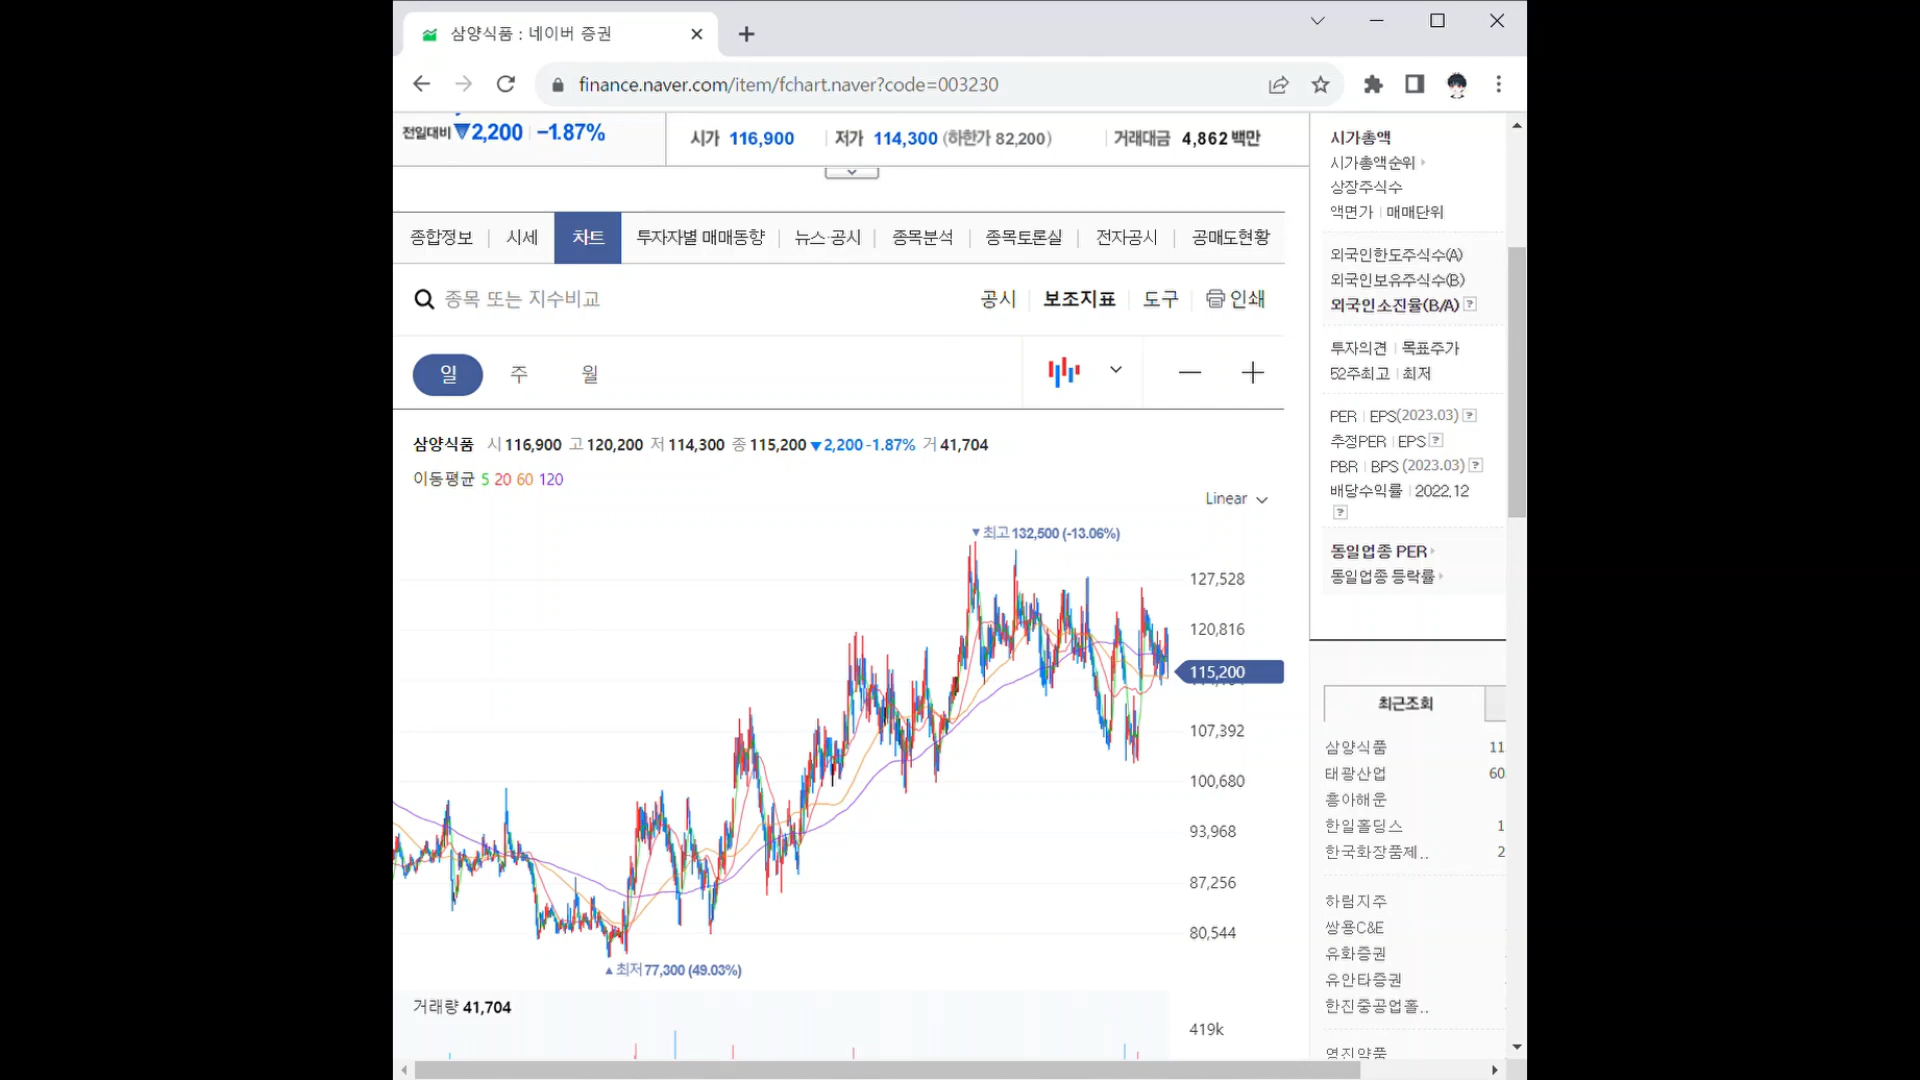 삼양식품 : 네이버 증권
finance.naver.com/item/fchart.naver?code=003230
전일대비 ▼2,200 −1.87%
시가 116,900 저가 114,300 (하한가 82,200) 거래대금 4,862 백만
종합정보 시세 차트 투자자별 매매동향 뉴스·공시 종목분석 종목토론실 전자공시 공매도현황
종목 또는 지수비교
공시 보조지표 도구 인쇄
일 주 월
삼양식품 시 116,900 고 120,200 저 114,300 종 115,200 ▼2,200 -1.87% 거 41,704
이동평균 5 20 60 120
Linear
▼최고 132,500 (-13.06%)
127,528
120,816
115,200
107,392
100,680
93,968
87,256
80,544
▲최저 77,300 (49.03%)
거래량 41,704
419k
시가총액
시가총액순위
상장주식수
액면가 | 매매단위
외국인한도주식수(A)
외국인보유주식수(B)
외국인소진율(B/A) ?
투자의견 | 목표주가
52주최고 | 최저
PER | EPS(2023.03) ?
추정PER | EPS ?
PBR | BPS (2023.03) ?
배당수익률 | 2022.12
?
동일업종 PER
동일업종 등락률
최근조회
삼양식품 11
태광산업 60
흥아해운
한일홀딩스 1
한국화장품제.. 2
하림지주
쌍용C&E
유화증권
유안타증권
한진중공업홀..
영진약품